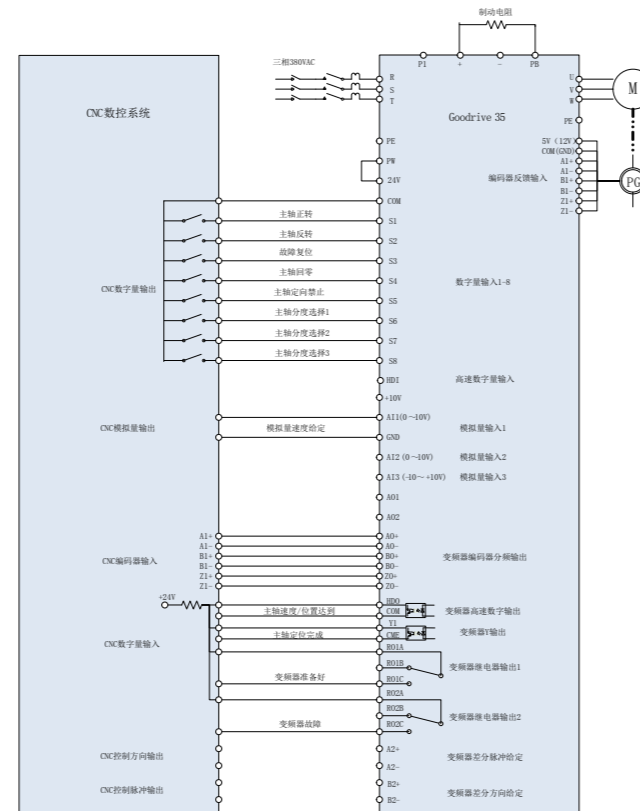 制动电阻
P1 + - PB
三相380VAC
R U
S V
T W
M
CNC数控系统
Goodrive 35
PE
PE
5V (12V)
COM(GND)
A1+
A1-
B1+
B1-
Z1+
Z1-
编码器反馈输入
PG
PW
24V
COM
主轴正转 S1
主轴反转 S2
故障复位 S3
主轴回零 S4
CNC数字量输出
数字量输入1-8
主轴定向禁止 S5
主轴分度选择1 S6
主轴分度选择2 S7
主轴分度选择3 S8
HDI 高速数字量输入
+10V
AI1(0~10V)
CNC模拟量输出 模拟量速度给定 模拟量输入1
GND
AI2(0~10V) 模拟量输入2
AI3(-10~+10V) 模拟量输入3
AO1
AO2
A1+ AO+
A1- AO-
B1+ BO+
CNC编码器输入 变频器编码器分频输出
B1- BO-
Z1+ ZO+
Z1- ZO-
+24V
HDO
主轴速度/位置达到 COM 变频器高速数字输出
Y1
主轴定位完成 CME 变频器Y输出
CNC数字量输入
RO1A
RO1B 变频器继电器输出1
变频器准备好 RO1C
RO2A
RO2B 变频器继电器输出2
变频器故障 RO2C
A2+
CNC控制方向输出 变频器差分脉冲给定
A2-
B2+
CNC控制脉冲输出 变频器差分方向给定
B2-